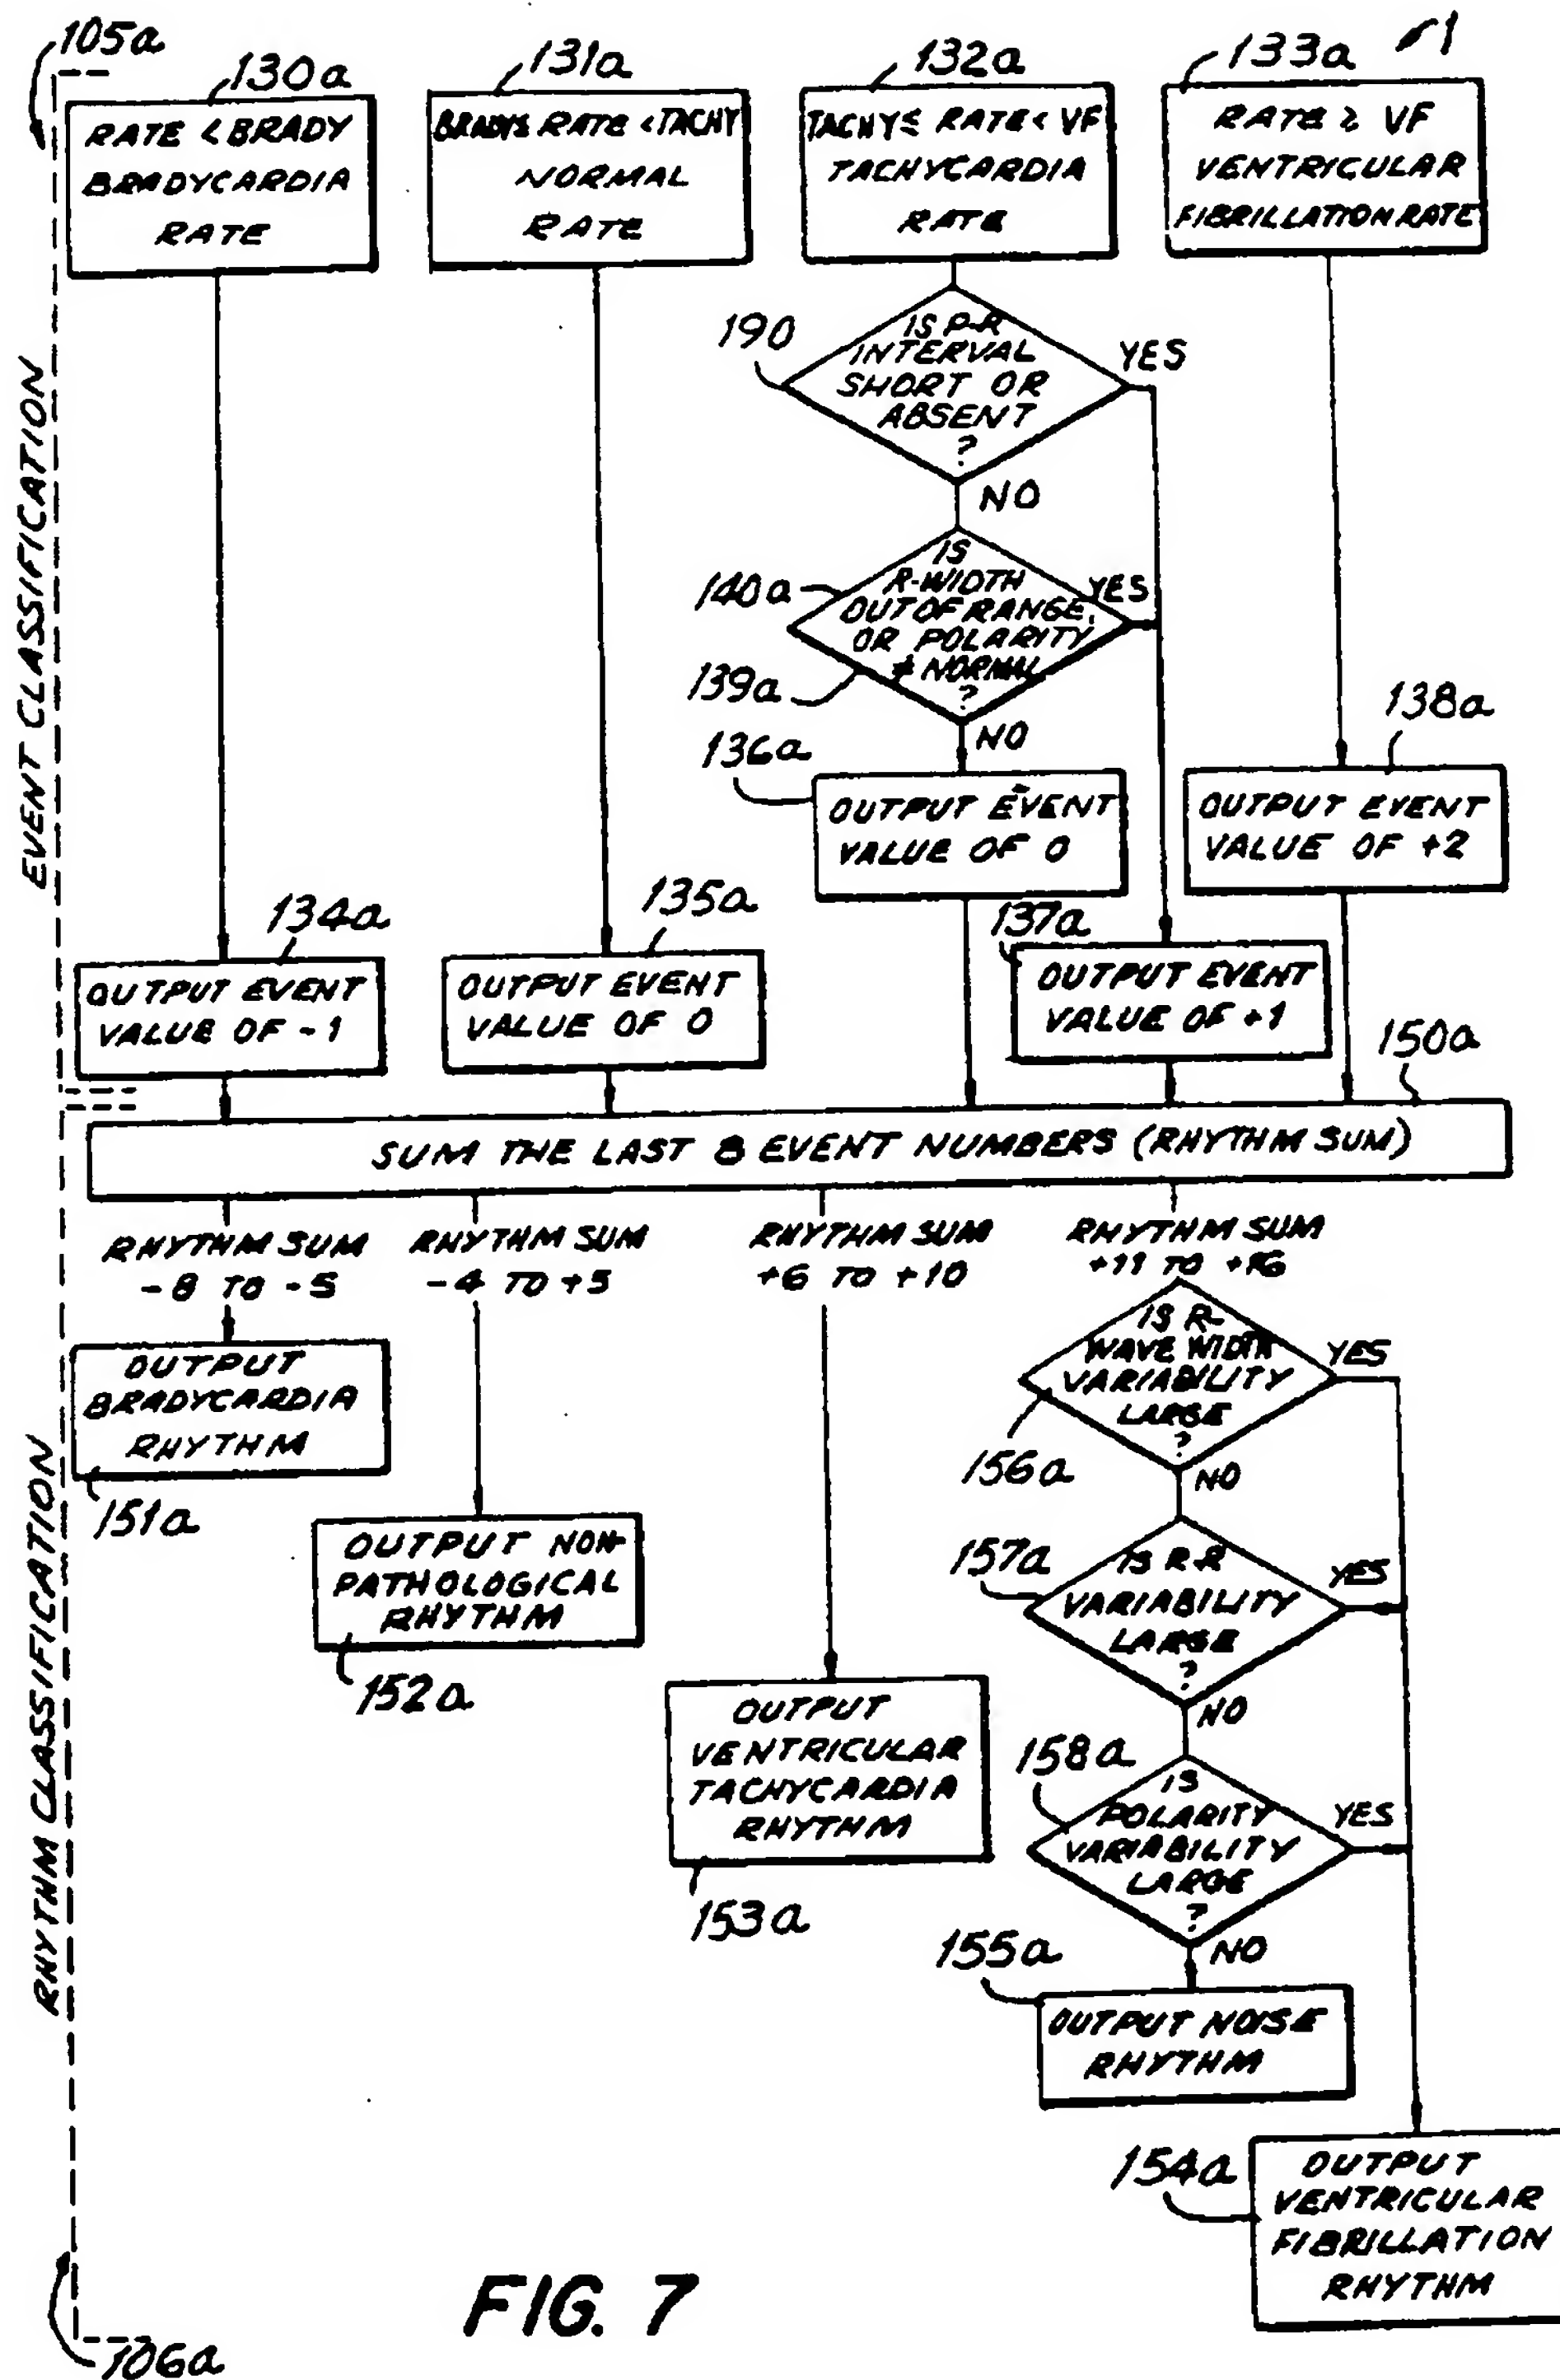 105a
130a
131a
132a
133a
1
RATE < BRADY
BRADYCARDIA
RATE
BRADY≤ RATE <TACHY
NORMAL
RATE
TACHY≤ RATE< VF
TACHYCARDIA
RATE
RATE ≥ VF
VENTRICULAR
FIBRILLATION RATE
EVENT CLASSIFICATION
190
IS P-R
INTERVAL
SHORT OR
ABSENT
?
YES
NO
140a
139a
IS
R-WIDTH
OUT OF RANGE,
OR POLARITY
≠ NORMAL
?
YES
NO
136a
OUTPUT EVENT
VALUE OF 0
138a
OUTPUT EVENT
VALUE OF +2
134a
OUTPUT EVENT
VALUE OF -1
135a
OUTPUT EVENT
VALUE OF 0
137a
OUTPUT EVENT
VALUE OF +1
150a
SUM THE LAST 8 EVENT NUMBERS (RHYTHM SUM)
RHYTHM SUM
-8 TO -5
RHYTHM SUM
-4 TO +5
RHYTHM SUM
+6 TO +10
RHYTHM SUM
+11 TO +16
RHYTHM CLASSIFICATION
OUTPUT
BRADYCARDIA
RHYTHM
151a
OUTPUT NON-
PATHOLOGICAL
RHYTHM
152a
OUTPUT
VENTRICULAR
TACHYCARDIA
RHYTHM
153a
IS R-
WAVE WIDTH
VARIABILITY
LARGE
?
YES
156a
NO
157a
IS R-R
VARIABILITY
LARGE
?
YES
NO
158a
IS
POLARITY
VARIABILITY
LARGE
?
YES
NO
155a
OUTPUT NOISE
RHYTHM
154a
OUTPUT
VENTRICULAR
FIBRILLATION
RHYTHM
106a
FIG. 7